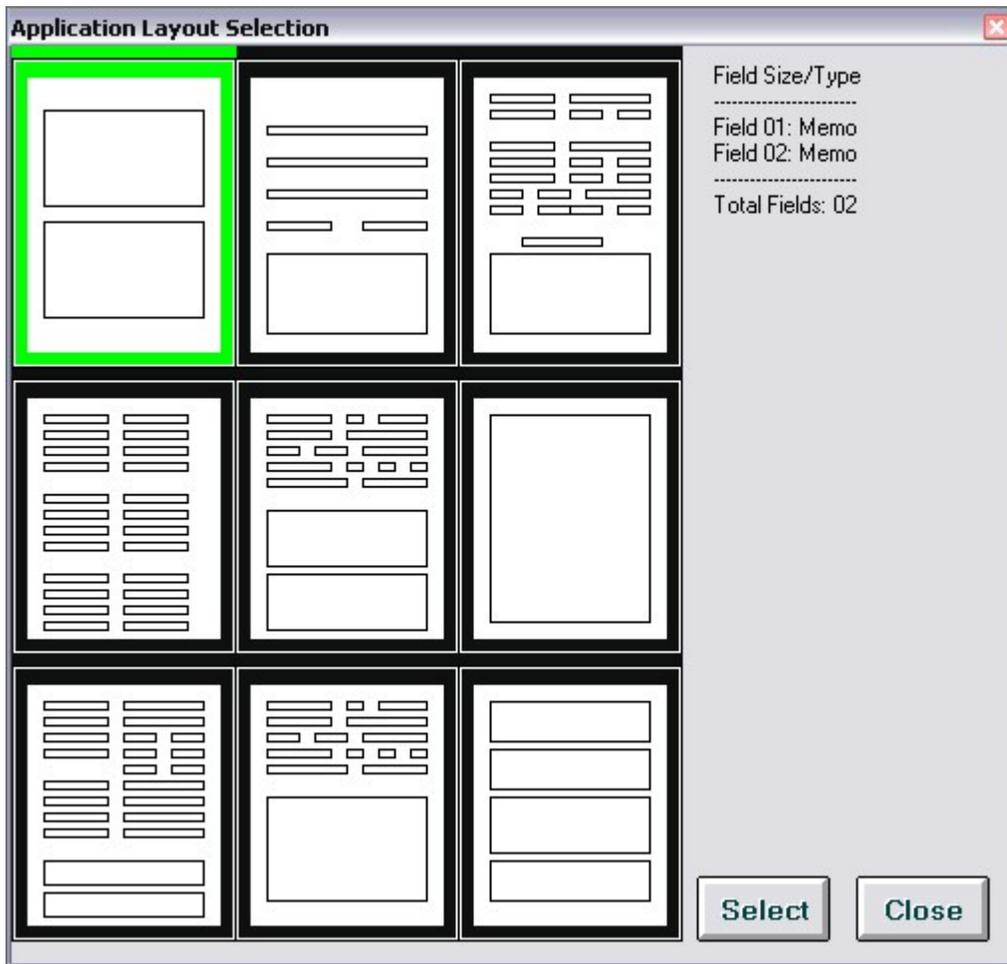 Application Layout Selection
Field Size/Type
------------------------
Field 01: Memo
Field 02: Memo
------------------------
Total Fields: 02
Select
Close